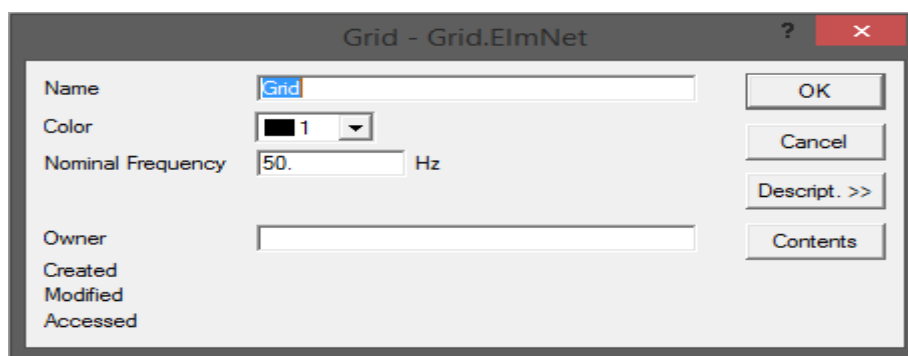 Grid - Grid.ElmNet ? ×
Name Grid OK
Color 1
Cancel
Nominal Frequency 50. Hz
Descript. >>
Owner Contents
Created
Modified
Accessed